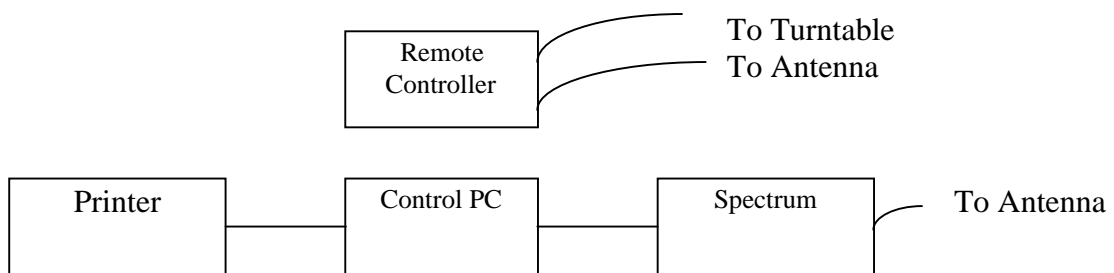 To Turntable
Remote
Controller
To Antenna
Printer
Control PC
Spectrum
To Antenna